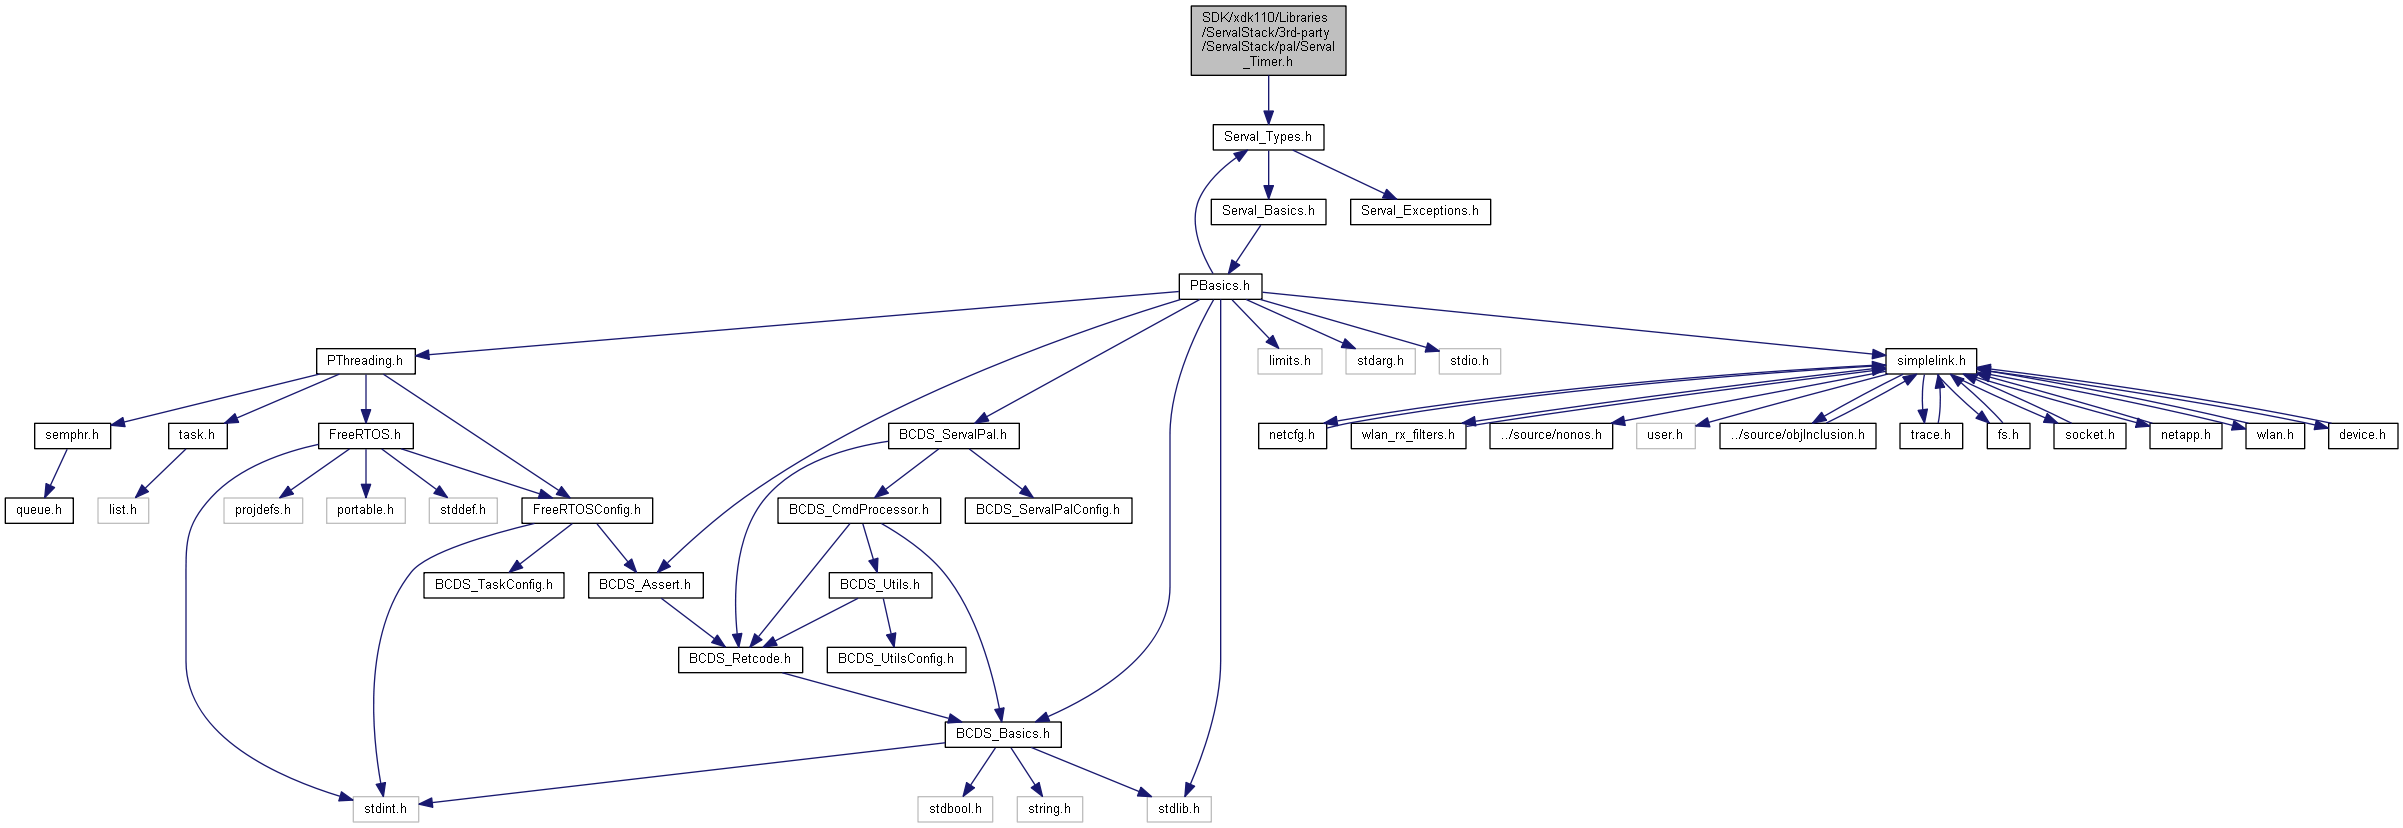 SDK/xdk110/Libraries
/ServalStack/3rd-party
/ServalStack/pal/Serval
_Timer.h
Serval_Types.h
Serval_Basics.h
Serval_Exceptions.h
PBasics.h
PThreading.h
limits.h
stdarg.h
stdio.h
simplelink.h
semphr.h
task.h
FreeRTOS.h
BCDS_ServalPal.h
netcfg.h
wlan_rx_filters.h
../source/nonos.h
user.h
../source/objInclusion.h
trace.h
fs.h
socket.h
netapp.h
wlan.h
device.h
queue.h
list.h
projdefs.h
portable.h
stddef.h
FreeRTOSConfig.h
BCDS_CmdProcessor.h
BCDS_ServalPalConfig.h
BCDS_TaskConfig.h
BCDS_Assert.h
BCDS_Utils.h
BCDS_Retcode.h
BCDS_UtilsConfig.h
BCDS_Basics.h
stdint.h
stdbool.h
string.h
stdlib.h